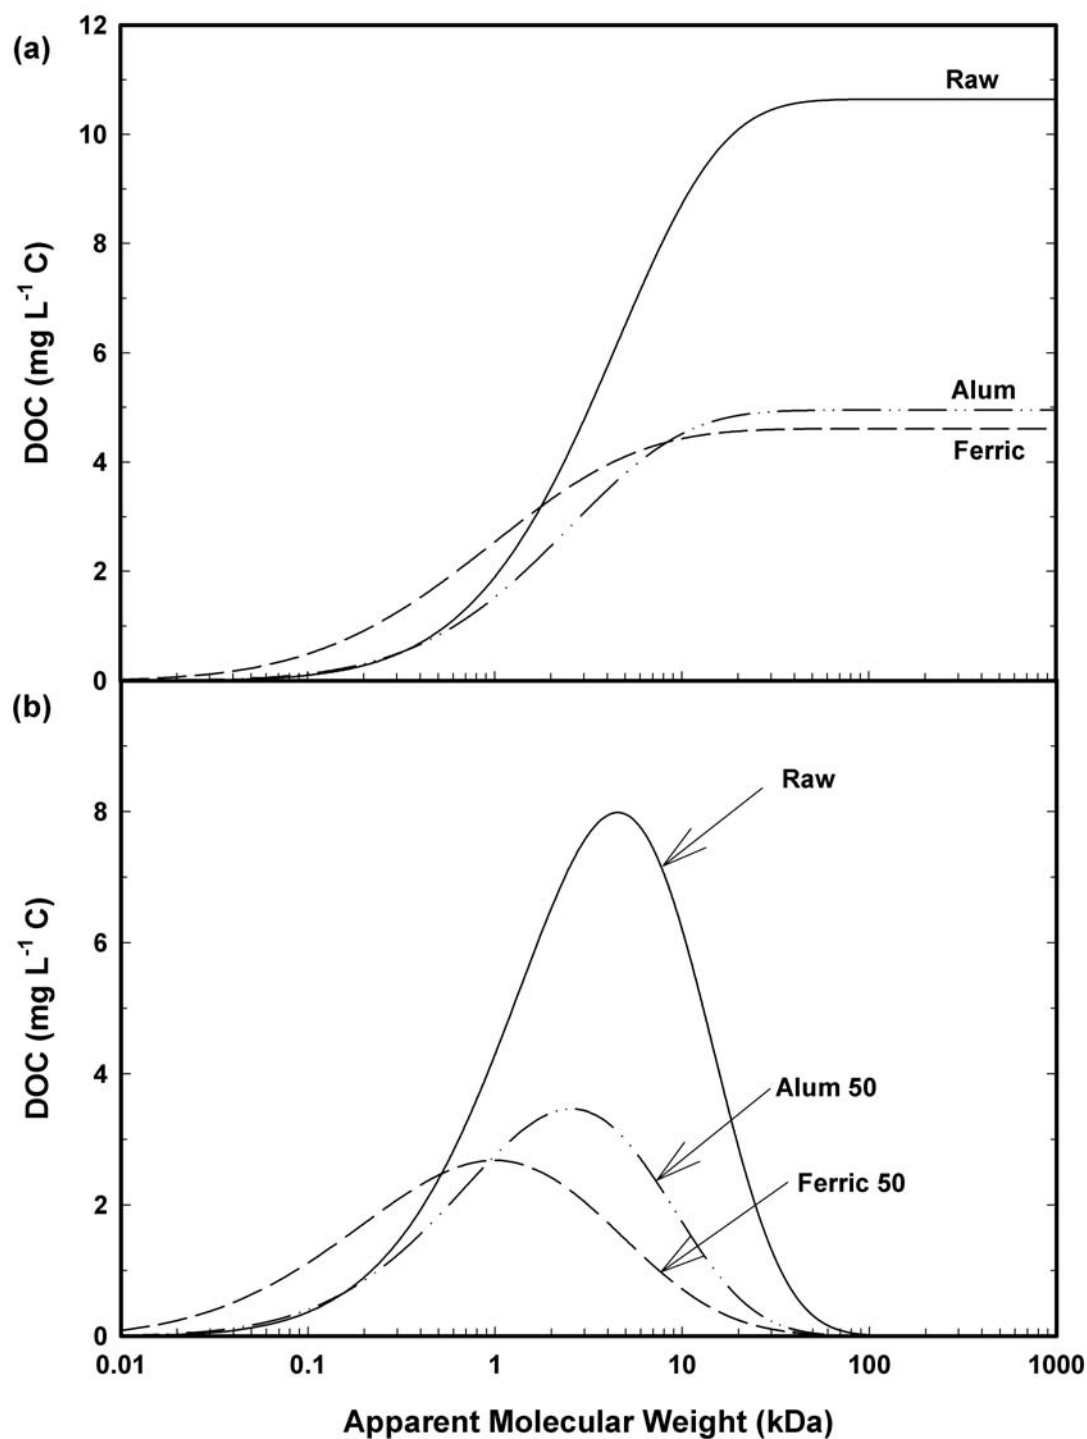 (a)
12
10
8
6
4
2
0
DOC (mg L⁻¹ C)
Raw
Alum
Ferric
(b)
8
6
4
2
0
DOC (mg L⁻¹ C)
Raw
Alum 50
Ferric 50
0.01 0.1 1 10 100 1000
Apparent Molecular Weight (kDa)